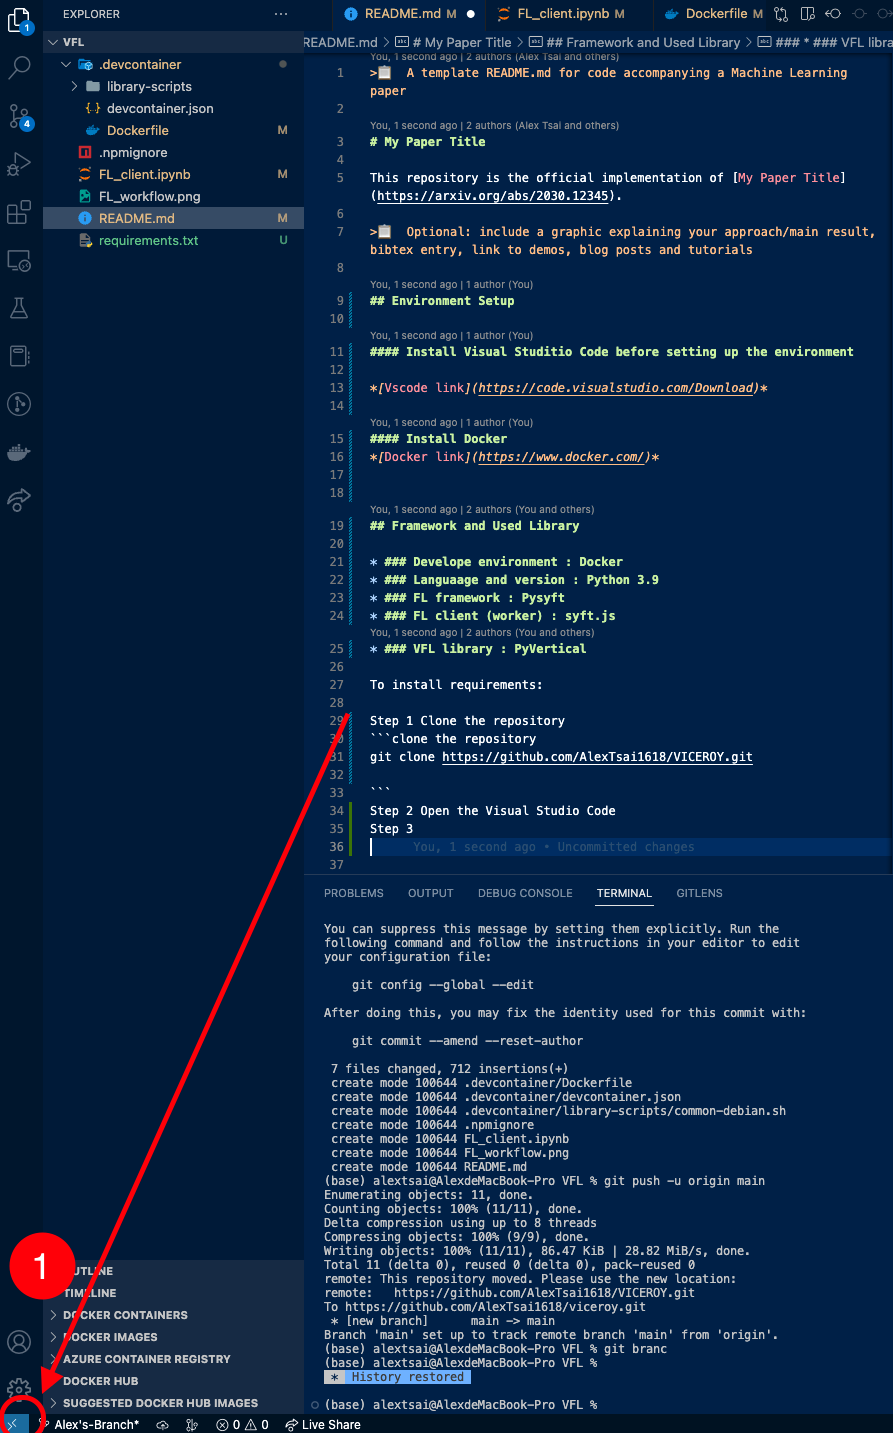 EXPLORER
···
README.md M
FL_client.ipynb M
Dockerfile M
1
VFL
.devcontainer
library-scripts
devcontainer.json
Dockerfile M
.npmignore
FL_client.ipynb M
FL_workflow.png
README.md M
requirements.txt U
4
README.md > # My Paper Title > ## Framework and Used Library > ### * ### VFL libra
You, 1 second ago | 2 authors (Alex Tsai and others)
1 >📋 A template README.md for code accompanying a Machine Learning
paper
2
You, 1 second ago | 2 authors (Alex Tsai and others)
3 # My Paper Title
4
5 This repository is the official implementation of [My Paper Title]
(https://arxiv.org/abs/2030.12345).
6
7 >📋 Optional: include a graphic explaining your approach/main result,
bibtex entry, link to demos, blog posts and tutorials
8
You, 1 second ago | 1 author (You)
9 ## Environment Setup
10
You, 1 second ago | 1 author (You)
11 #### Install Visual Studitio Code before setting up the environment
12
13 *[Vscode link](https://code.visualstudio.com/Download)*
14
You, 1 second ago | 1 author (You)
15 #### Install Docker
16 *[Docker link](https://www.docker.com/)*
17
18
You, 1 second ago | 2 authors (You and others)
19 ## Framework and Used Library
20
21 * ### Develope environment : Docker
22 * ### Languaage and version : Python 3.9
23 * ### FL framework : Pysyft
24 * ### FL client (worker) : syft.js
You, 1 second ago | 2 authors (You and others)
25 * ### VFL library : PyVertical
26
27 To install requirements:
28
29 Step 1 Clone the repository
30 ```clone the repository
31 git clone https://github.com/AlexTsai1618/VICEROY.git
32
33 ```
34 Step 2 Open the Visual Studio Code
35 Step 3
36 You, 1 second ago • Uncommitted changes
37
PROBLEMS OUTPUT DEBUG CONSOLE TERMINAL GITLENS
You can suppress this message by setting them explicitly. Run the
following command and follow the instructions in your editor to edit
your configuration file:
git config --global --edit
After doing this, you may fix the identity used for this commit with:
git commit --amend --reset-author
7 files changed, 712 insertions(+)
create mode 100644 .devcontainer/Dockerfile
create mode 100644 .devcontainer/devcontainer.json
create mode 100644 .devcontainer/library-scripts/common-debian.sh
create mode 100644 .npmignore
create mode 100644 FL_client.ipynb
create mode 100644 FL_workflow.png
create mode 100644 README.md
(base) alextsai@AlexdeMacBook-Pro VFL % git push -u origin main
Enumerating objects: 11, done.
Counting objects: 100% (11/11), done.
Delta compression using up to 8 threads
Compressing objects: 100% (9/9), done.
Writing objects: 100% (11/11), 86.47 KiB | 28.82 MiB/s, done.
Total 11 (delta 0), reused 0 (delta 0), pack-reused 0
remote: This repository moved. Please use the new location:
remote: https://github.com/AlexTsai1618/VICEROY.git
To https://github.com/AlexTsai1618/viceroy.git
* [new branch] main -> main
Branch 'main' set up to track remote branch 'main' from 'origin'.
(base) alextsai@AlexdeMacBook-Pro VFL % git branc
(base) alextsai@AlexdeMacBook-Pro VFL %
* History restored
(base) alextsai@AlexdeMacBook-Pro VFL %
1
UTLINE
TIMELINE
DOCKER CONTAINERS
DOCKER IMAGES
AZURE CONTAINER REGISTRY
DOCKER HUB
SUGGESTED DOCKER HUB IMAGES
Alex's-Branch* 0 0 Live Share